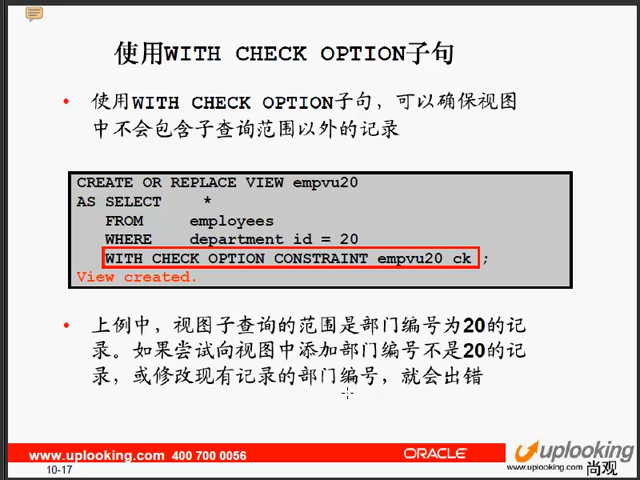 使用WITH CHECK OPTION子句
• 使用WITH CHECK OPTION子句，可以确保视图
中不会包含子查询范围以外的记录
CREATE OR REPLACE VIEW empvu20
AS SELECT *
FROM employees
WHERE department id = 20
WITH CHECK OPTION CONSTRAINT empvu20 ck ;
View created.
• 上例中，视图子查询的范围是部门编号为20的记
录。如果尝试向视图中添加部门编号不是20的记
录，或修改现有记录的部门编号，就会出错
www.uplooking.com 400 700 0056
ORACLE
uplooking
www.uplooking.com 尚观
10-17